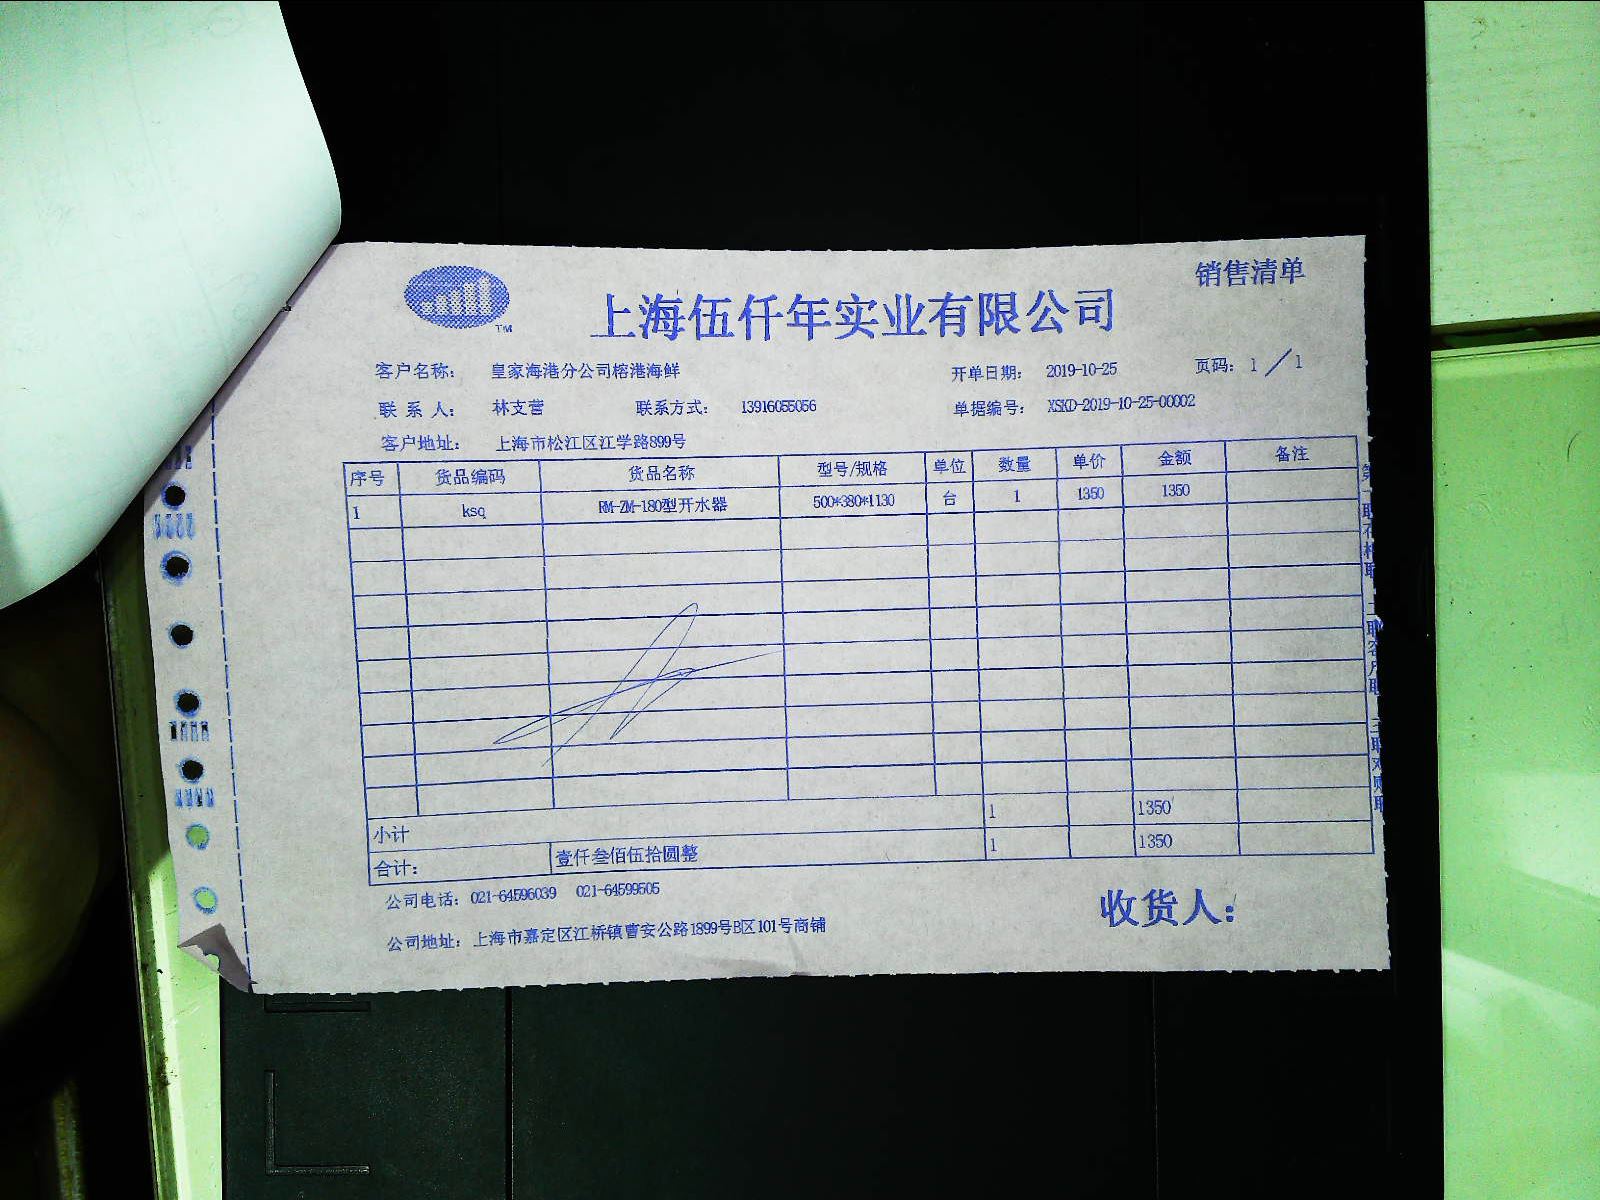 销售清单
TM
上海伍仟年实业有限公司
客户名称： 皇家海港分公司榕港海鲜 开单日期： 2019-10-25 页码： 1 / 1
联 系 人： 林支营 联系方式： 13916055056 单据编号： XSKD-2019-10-25-00002
客户地址： 上海市松江区江学路899号
序号 货品编码 货品名称 型号/规格 单位 数量 单价 金额 备注
1 ksq RM-ZM-180型开水器 500*380*1130 台 1 1350 1350
小计 1 1350
合计： 壹仟叁佰伍拾圆整 1 1350
公司电话： 021-64596039 021-64599505
收货人：
公司地址： 上海市嘉定区江桥镇曹安公路1899号B区101号商铺